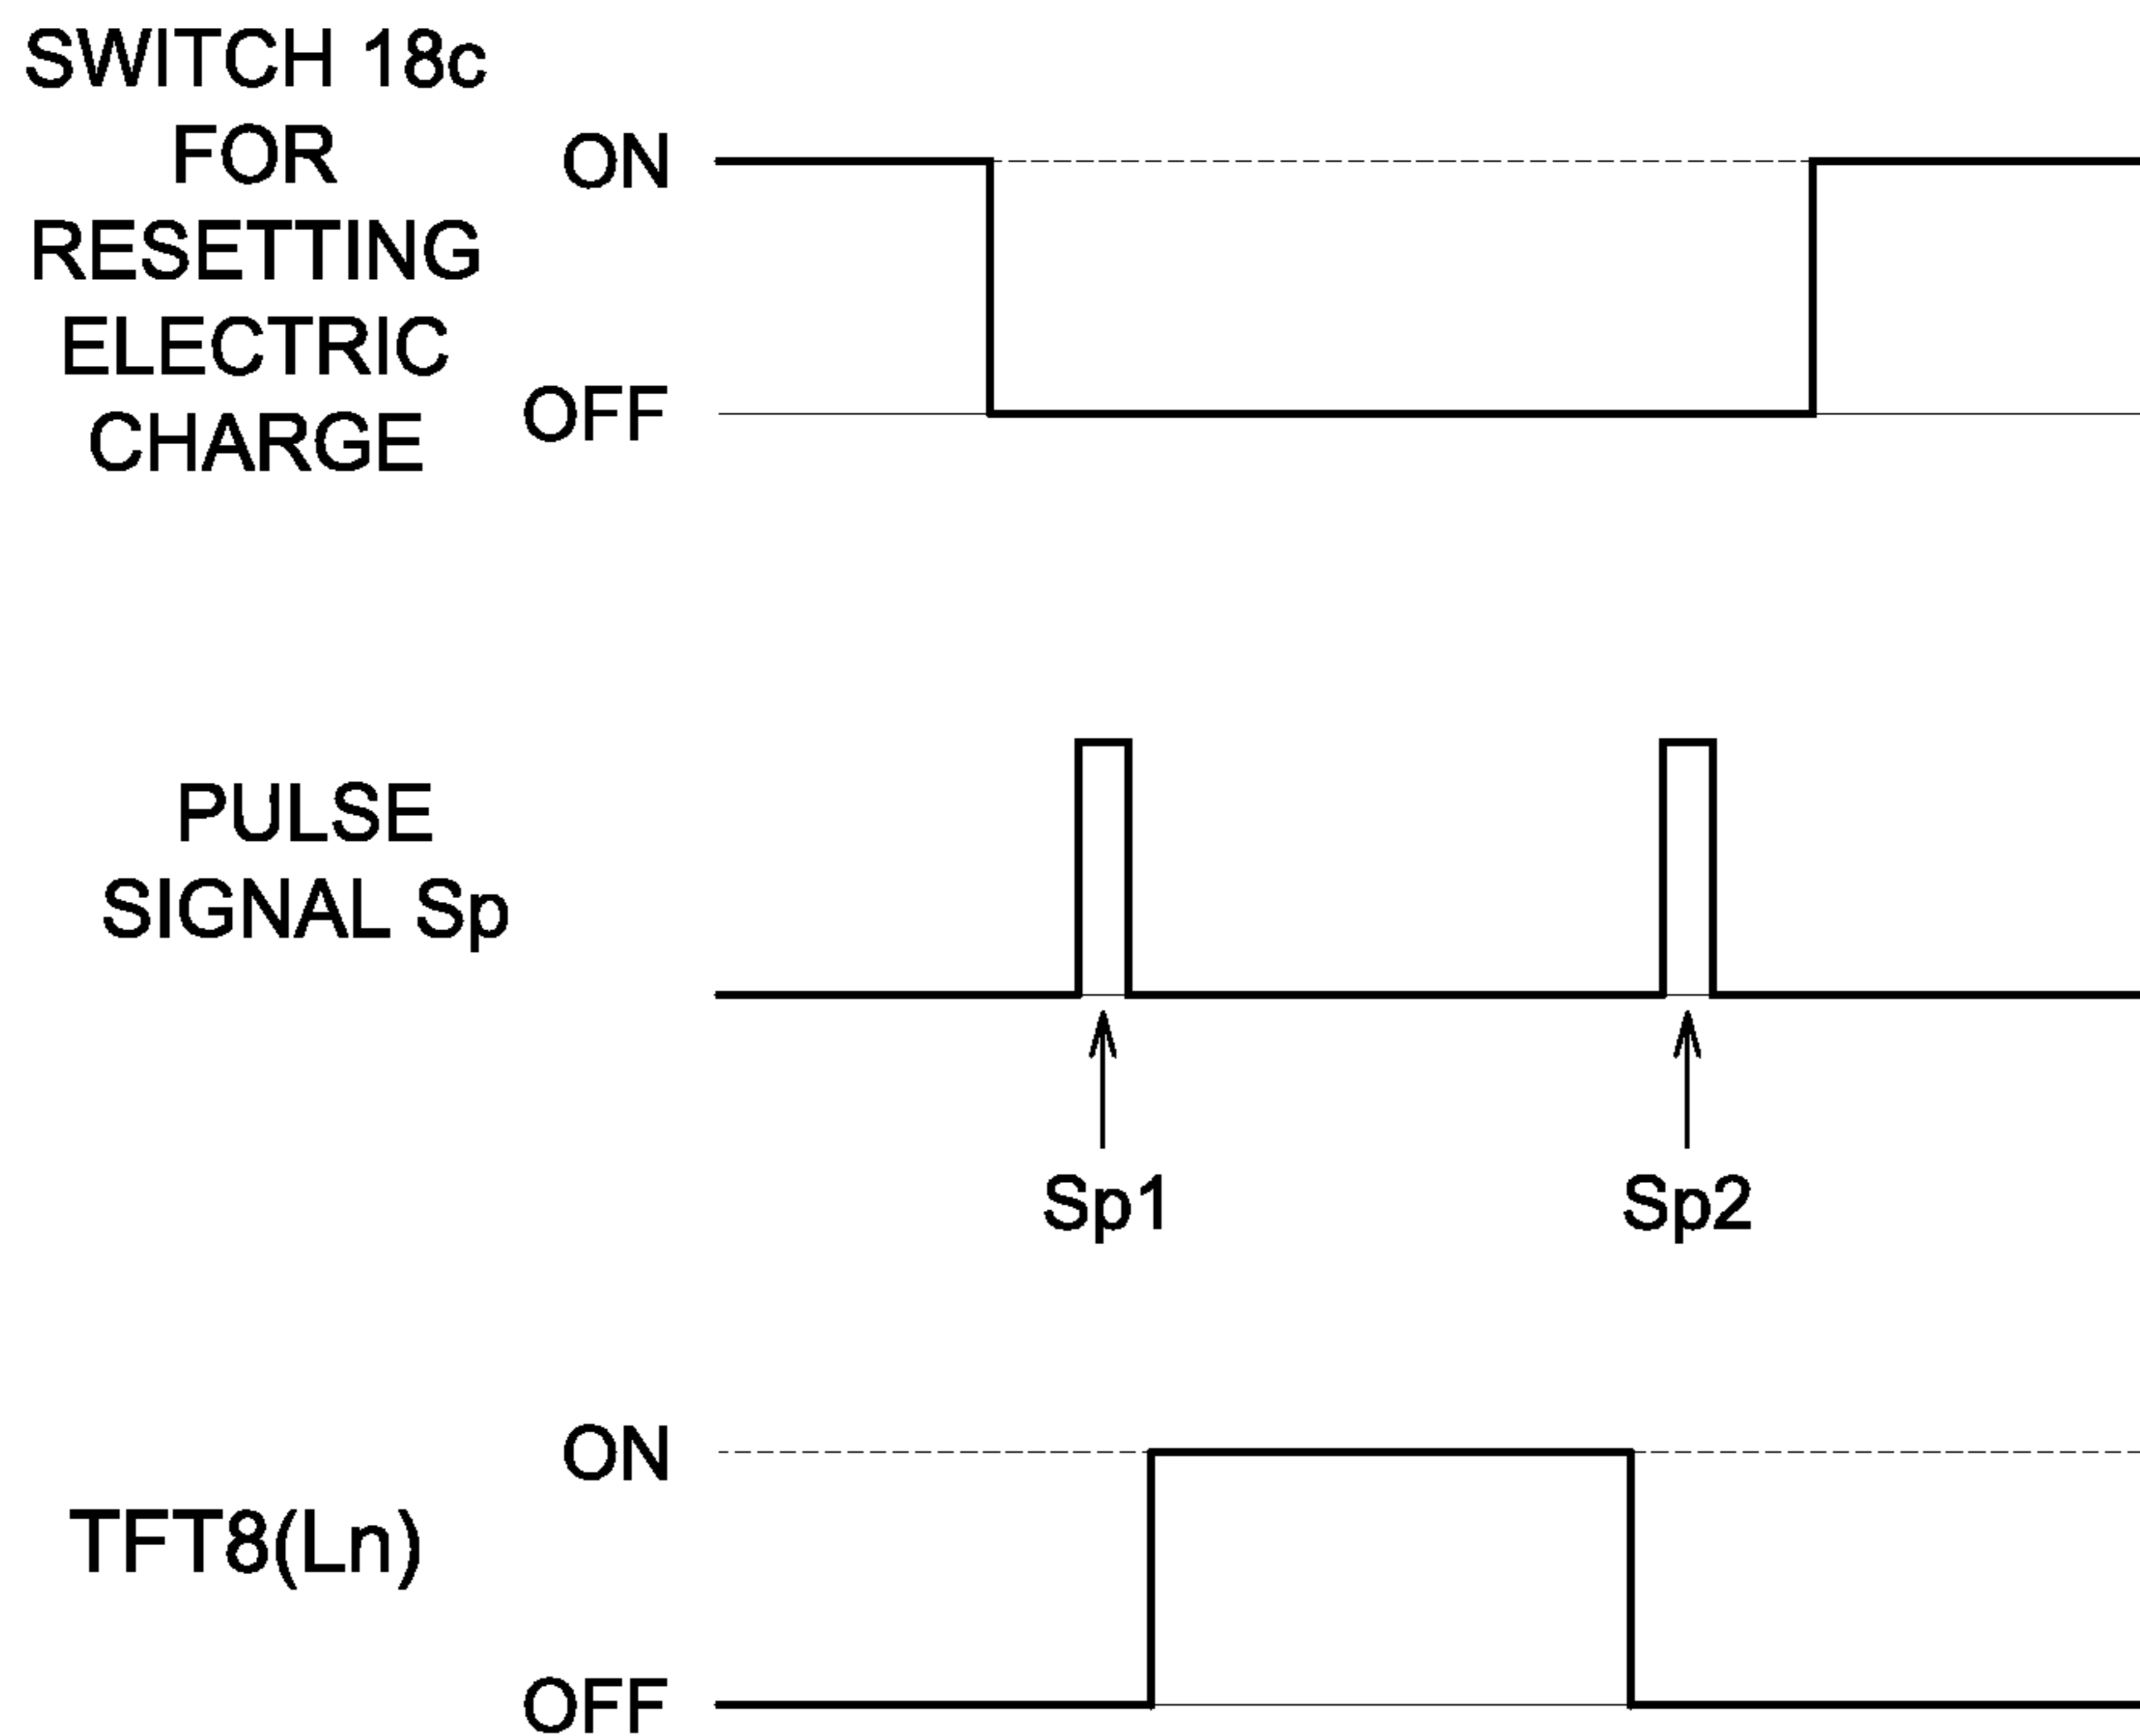 SWITCH 18c
FOR
RESETTING
ELECTRIC
CHARGE
ON
OFF
PULSE
SIGNAL Sp
Sp1
Sp2
TFT8(Ln)
ON
OFF